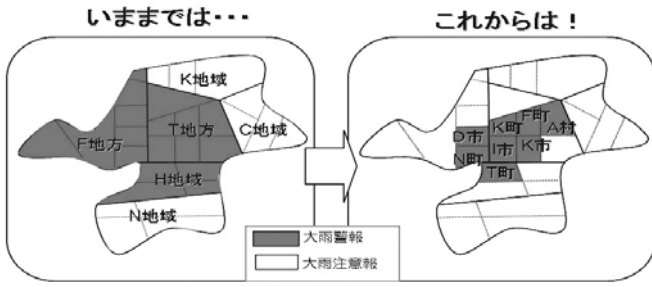 いままでは・・・
これからは！
K地域
T地方
C地域
F地方
H地域
N地域
F町
K町
A村
D市
I市
K市
N町
T町
大雨警報
大雨注意報